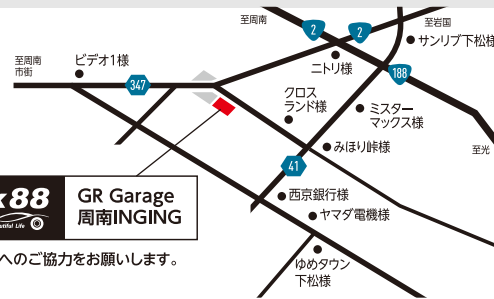 至周南
至岩国
2
2
サンリブ下松様
至周南
市街
ビデオ1様
ニトリ様
188
347
クロス
ランド様
ミスター
マックス様
至光
みほり峠様
41
88
GR Garage
周南INGING
西京銀行様
ヤマダ電機様
へのご協力をお願いします。
ゆめタウン
下松様